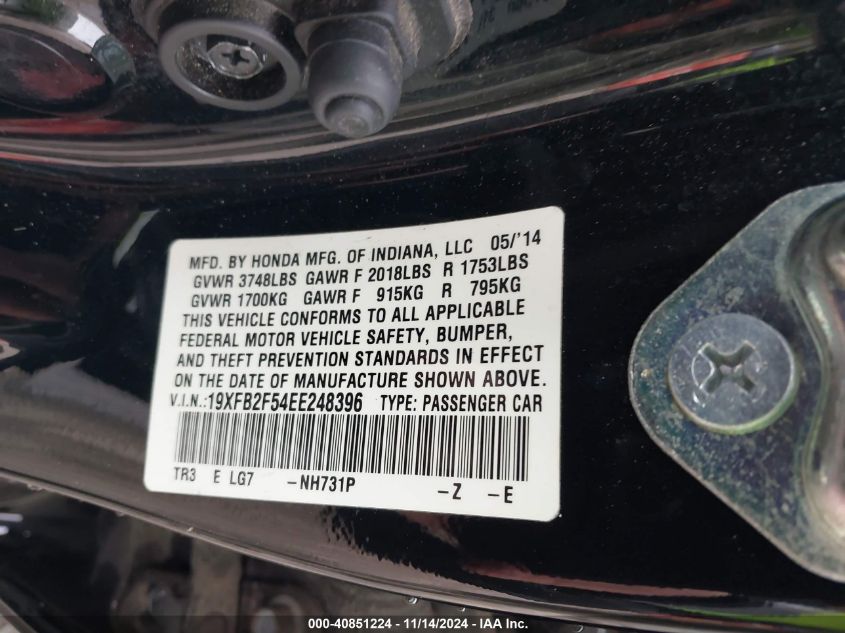 MFD. BY HONDA MFG. OF INDIANA, LLC 05/'14
GVWR 3748LBS GAWR F 2018LBS R 1753LBS
GVWR 1700KG GAWR F 915KG R 795KG
THIS VEHICLE CONFORMS TO ALL APPLICABLE
FEDERAL MOTOR VEHICLE SAFETY, BUMPER,
AND THEFT PREVENTION STANDARDS IN EFFECT
ON THE DATE OF MANUFACTURE SHOWN ABOVE.
V.I.N.:19XFB2F54EE248396 TYPE: PASSENGER CAR
TR3 E LG7 -NH731P -Z -E
000-40851224 - 11/14/2024 - IAA Inc.